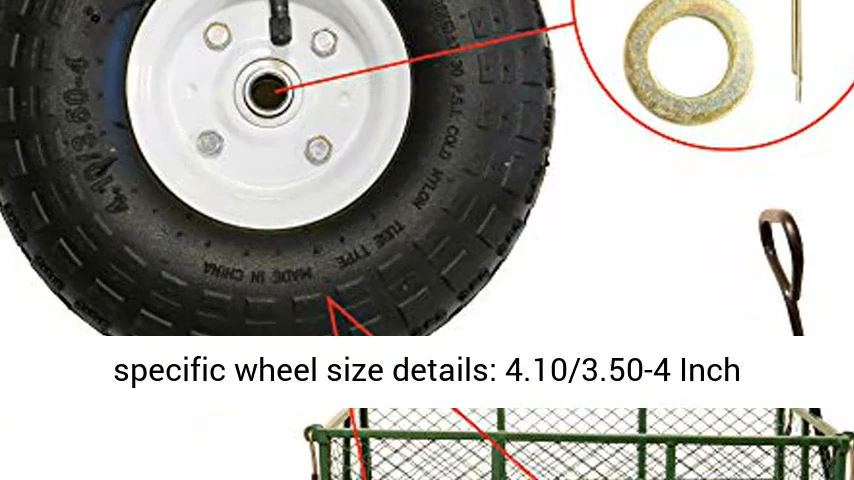 4.10/3.50-4
30 P.S.I. COLD NYLON
TUBE TYPE
MADE IN CHINA
specific wheel size details: 4.10/3.50-4 Inch